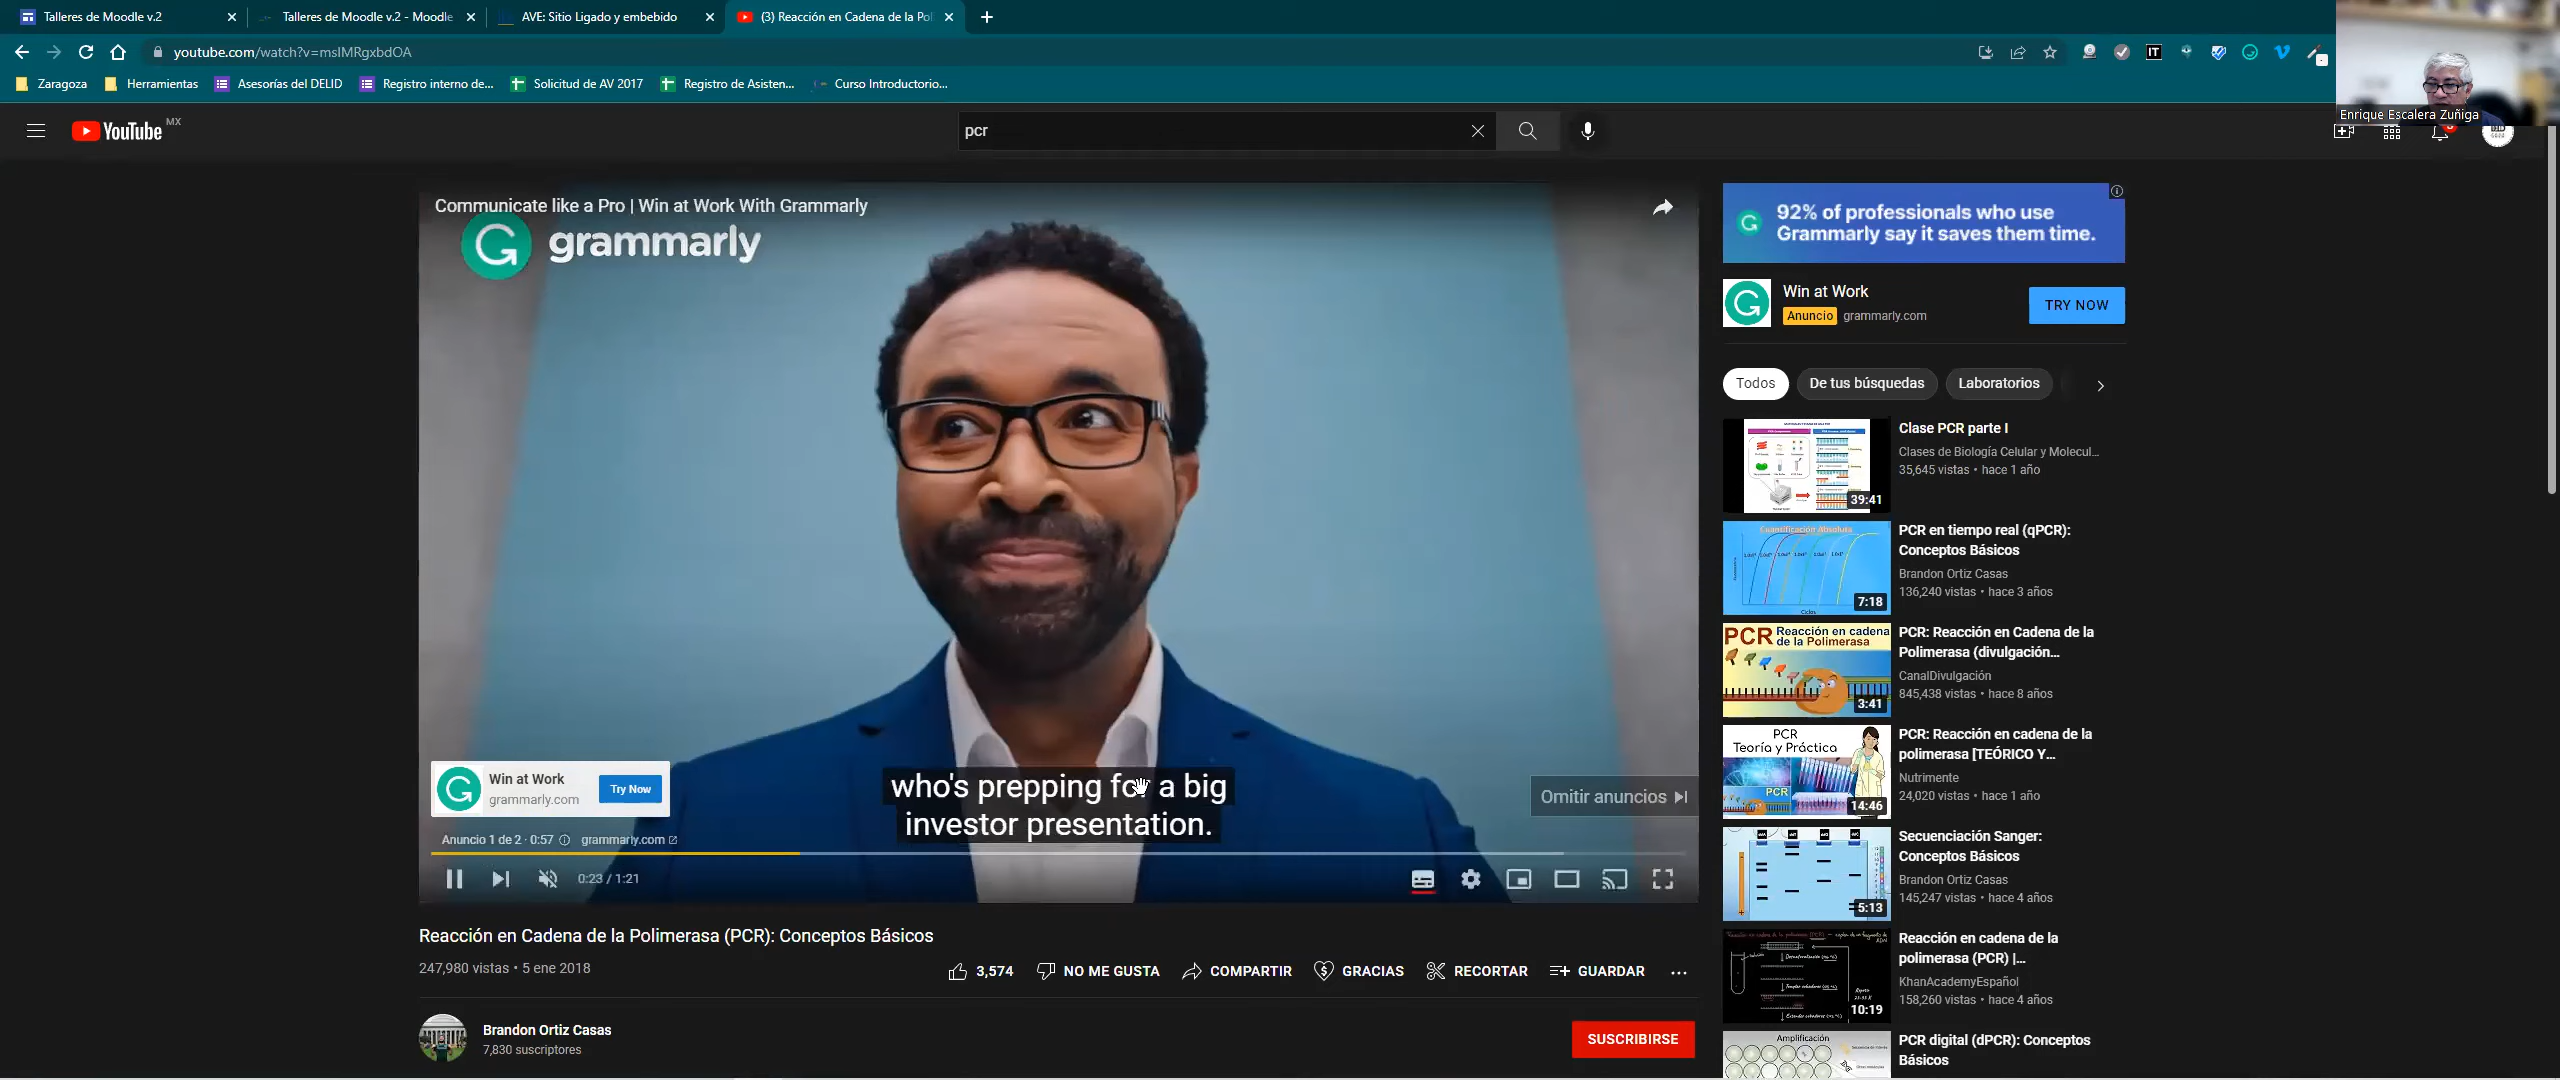 Talleres de Moodle v.2
Talleres de Moodle v.2 - Moodle
AVE: Sitio Ligado y embebido
(3) Reacción en Cadena de la Pol
youtube.com/watch?v=mslMRgxbdOA
Zaragoza
Herramientas
Asesorías del DELID
Registro interno de...
Solicitud de AV 2017
Registro de Asisten...
Curso Introductorio...
Enrique Escalera Zuñiga
YouTube MX
pcr
Communicate like a Pro | Win at Work With Grammarly
grammarly
who's prepping for a big
investor presentation.
Win at Work
grammarly.com
Try Now
Omitir anuncios
Anuncio 1 de 2 · 0:57
grammarly.com
0:23 / 1:21
Reacción en Cadena de la Polimerasa (PCR): Conceptos Básicos
247,980 vistas • 5 ene 2018
3,574
NO ME GUSTA
COMPARTIR
GRACIAS
RECORTAR
GUARDAR
Brandon Ortiz Casas
7,830 suscriptores
SUSCRIBIRSE
92% of professionals who use
Grammarly say it saves them time.
Win at Work
Anuncio grammarly.com
TRY NOW
Todos
De tus búsquedas
Laboratorios
39:41
Clase PCR parte I
Clases de Biología Celular y Molecul...
35,645 vistas • hace 1 año
Cuantificación Absoluta
Ciclos
7:18
PCR en tiempo real (qPCR):
Conceptos Básicos
Brandon Ortiz Casas
136,240 vistas • hace 3 años
PCR Reacción en cadena
de la Polimerasa
3:41
PCR: Reacción en Cadena de la
Polimerasa (divulgación...
CanalDivulgación
845,438 vistas • hace 8 años
PCR
Teoría y Práctica
PCR
14:46
PCR: Reacción en cadena de la
polimerasa [TEÓRICO Y...
Nutrimente
24,020 vistas • hace 1 año
5:13
Secuenciación Sanger:
Conceptos Básicos
Brandon Ortiz Casas
145,247 vistas • hace 4 años
10:19
Reacción en cadena de la
polimerasa (PCR) |...
KhanAcademyEspañol
158,260 vistas • hace 4 años
Amplificación
PCR digital (dPCR): Conceptos
Básicos